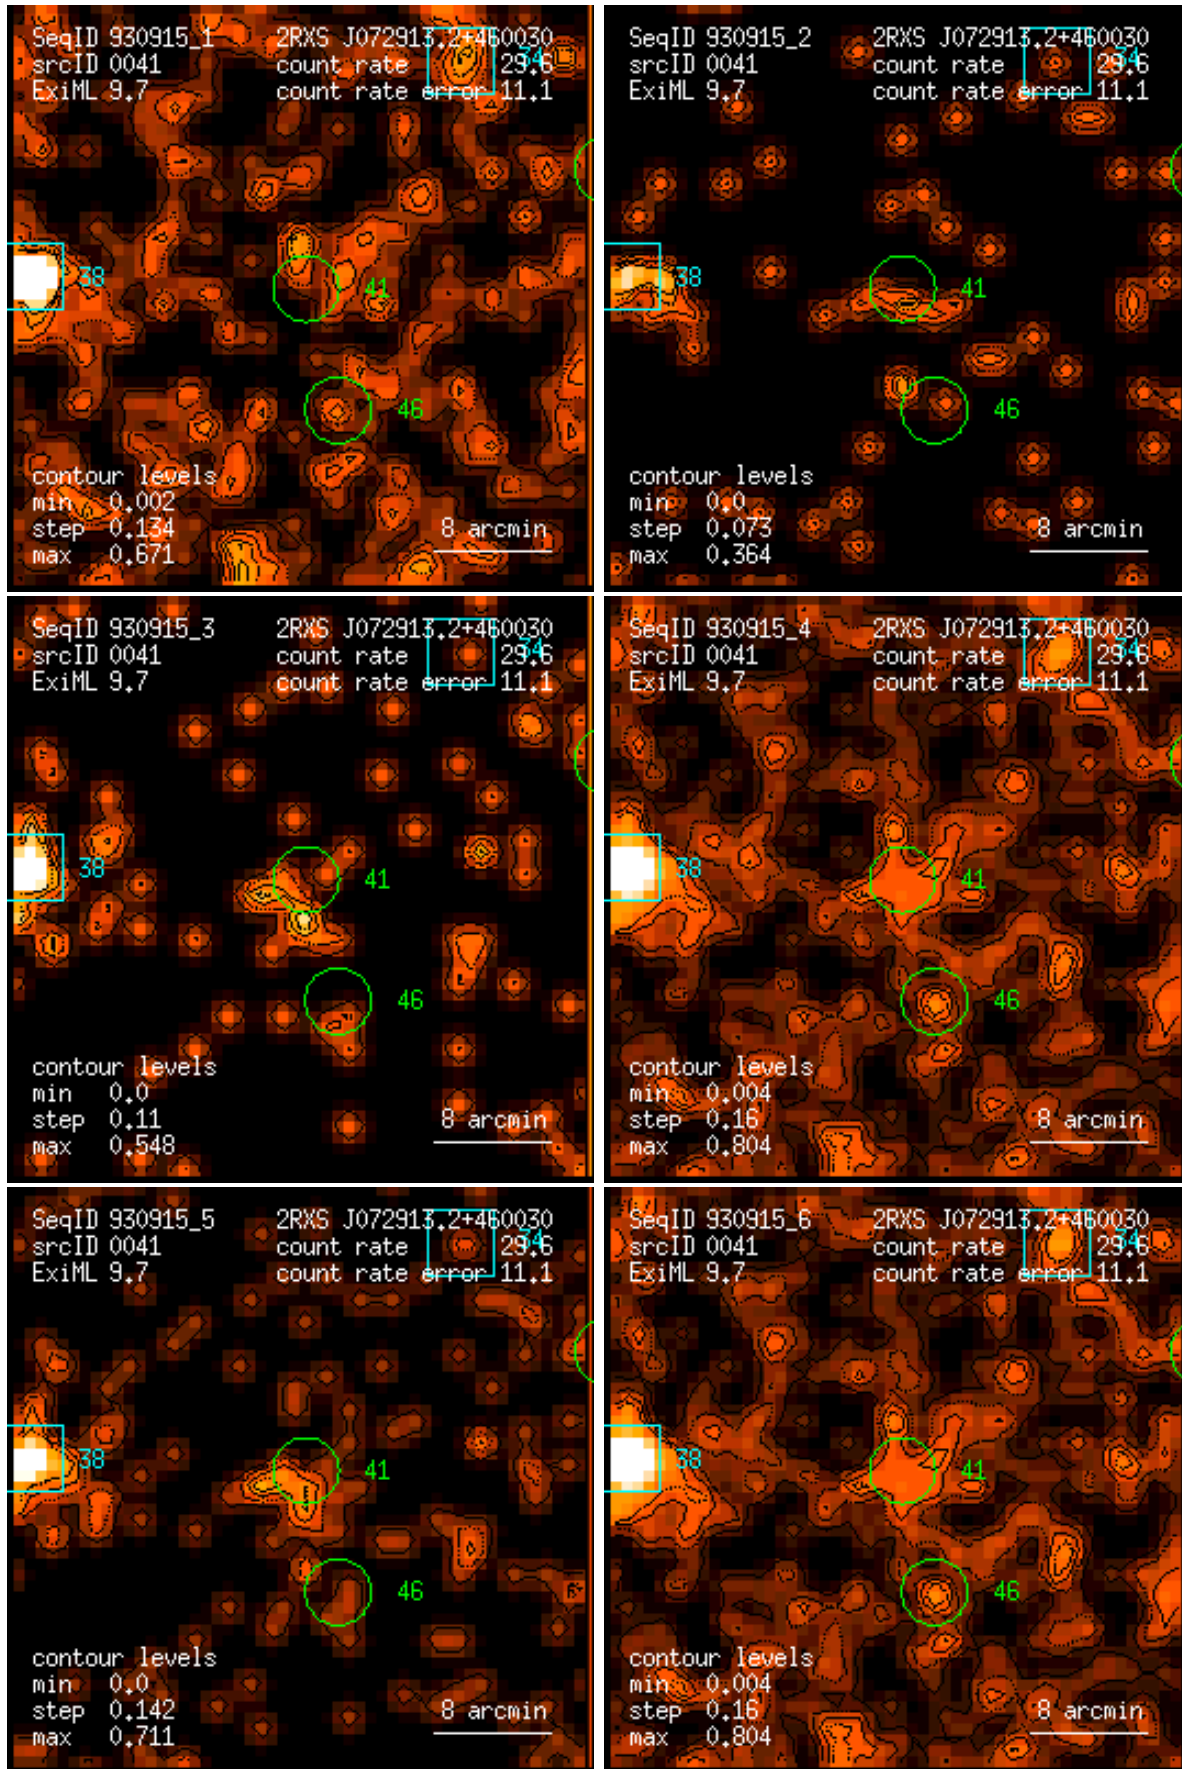 SeqID 930915_1 2RXS J072913.2+460030
srcID 0041 count rate 29.6
ExiML 9.7 count rate error 11.1
34
38
41
46
contour levels
min 0.002
step 0.134
max 0.671
8 arcmin
SeqID 930915_2 2RXS J072913.2+460030
srcID 0041 count rate 29.6
ExiML 9.7 count rate error 11.1
34
38
41
46
contour levels
min 0.0
step 0.073
max 0.364
8 arcmin
SeqID 930915_3 2RXS J072913.2+460030
srcID 0041 count rate 29.6
ExiML 9.7 count rate error 11.1
34
38
41
46
contour levels
min 0.0
step 0.11
max 0.548
8 arcmin
SeqID 930915_4 2RXS J072913.2+460030
srcID 0041 count rate 29.6
ExiML 9.7 count rate error 11.1
34
38
41
46
contour levels
min 0.004
step 0.16
max 0.804
8 arcmin
SeqID 930915_5 2RXS J072913.2+460030
srcID 0041 count rate 29.6
ExiML 9.7 count rate error 11.1
34
38
41
46
contour levels
min 0.0
step 0.142
max 0.711
8 arcmin
SeqID 930915_6 2RXS J072913.2+460030
srcID 0041 count rate 29.6
ExiML 9.7 count rate error 11.1
34
38
41
46
contour levels
min 0.004
step 0.16
max 0.804
8 arcmin